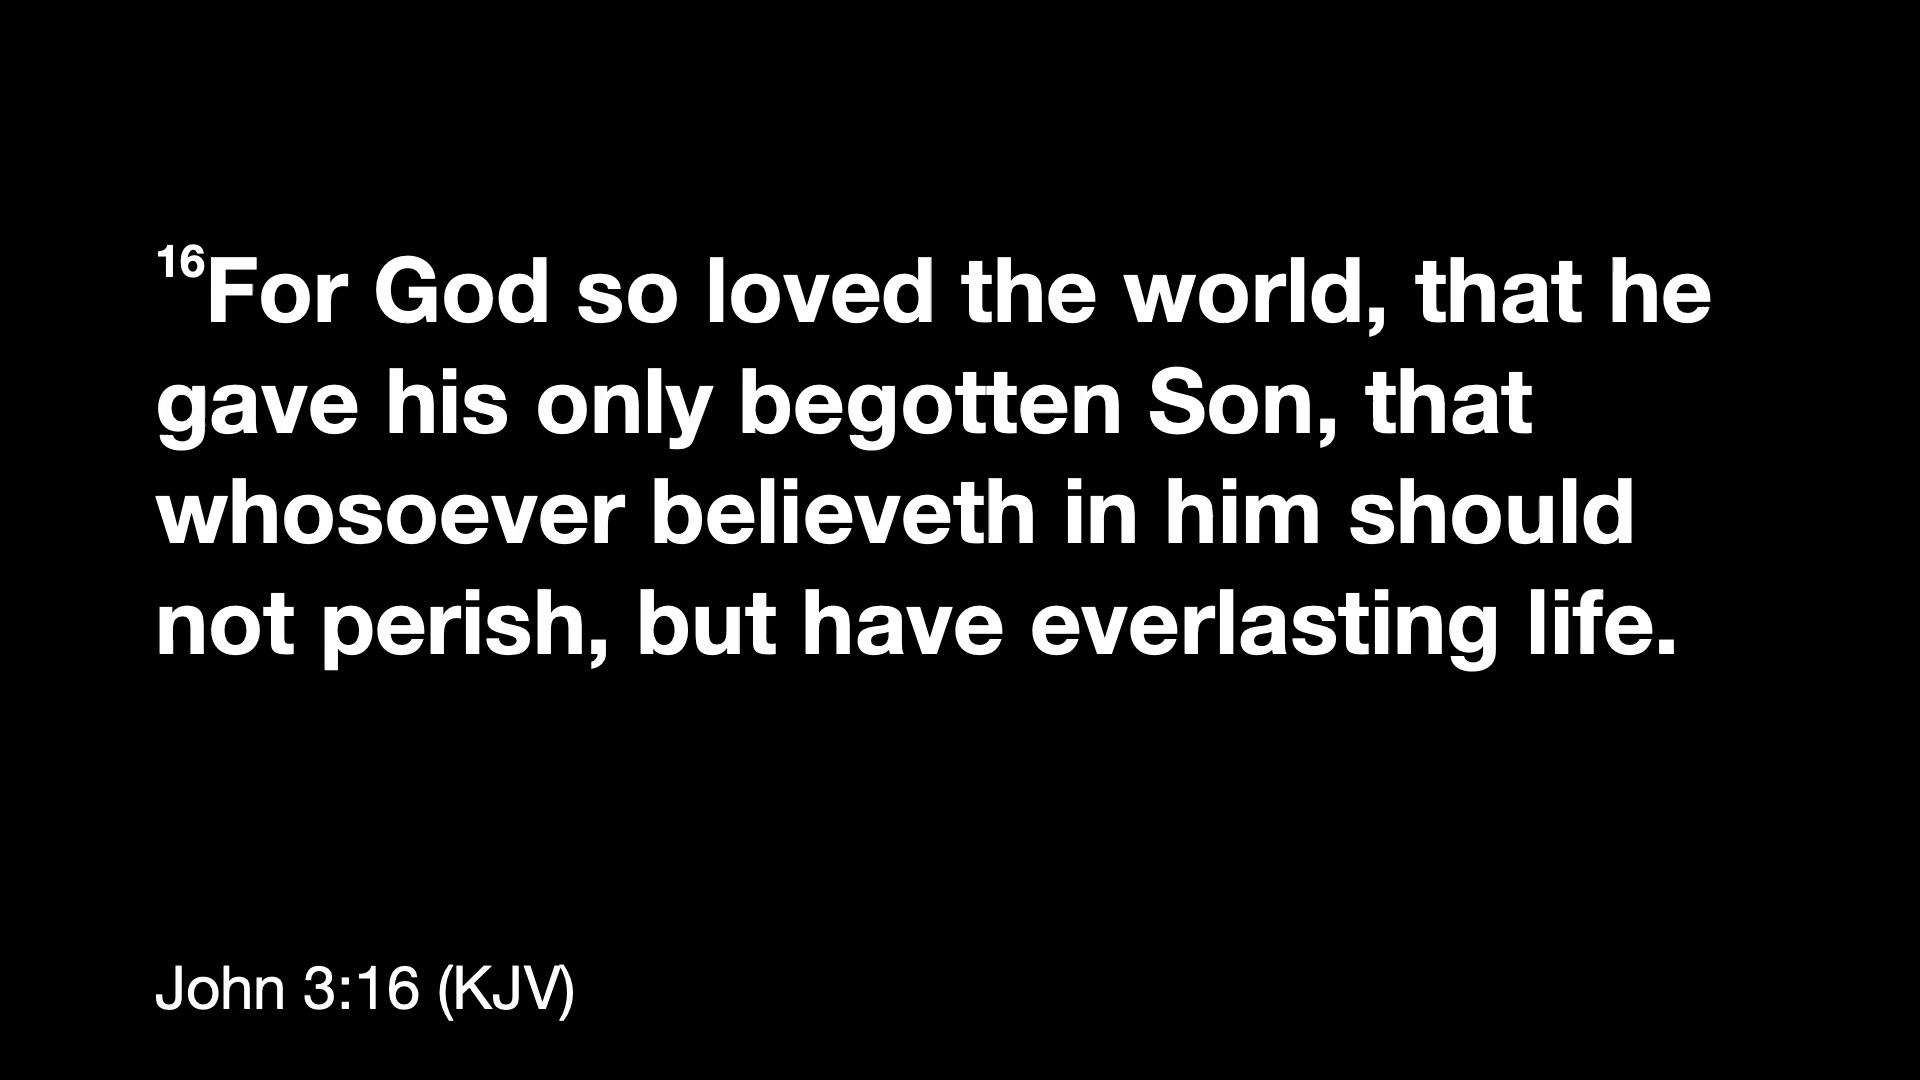 ¹⁶For God so loved the world, that he
gave his only begotten Son, that
whosoever believeth in him should
not perish, but have everlasting life.
John 3:16 (KJV)